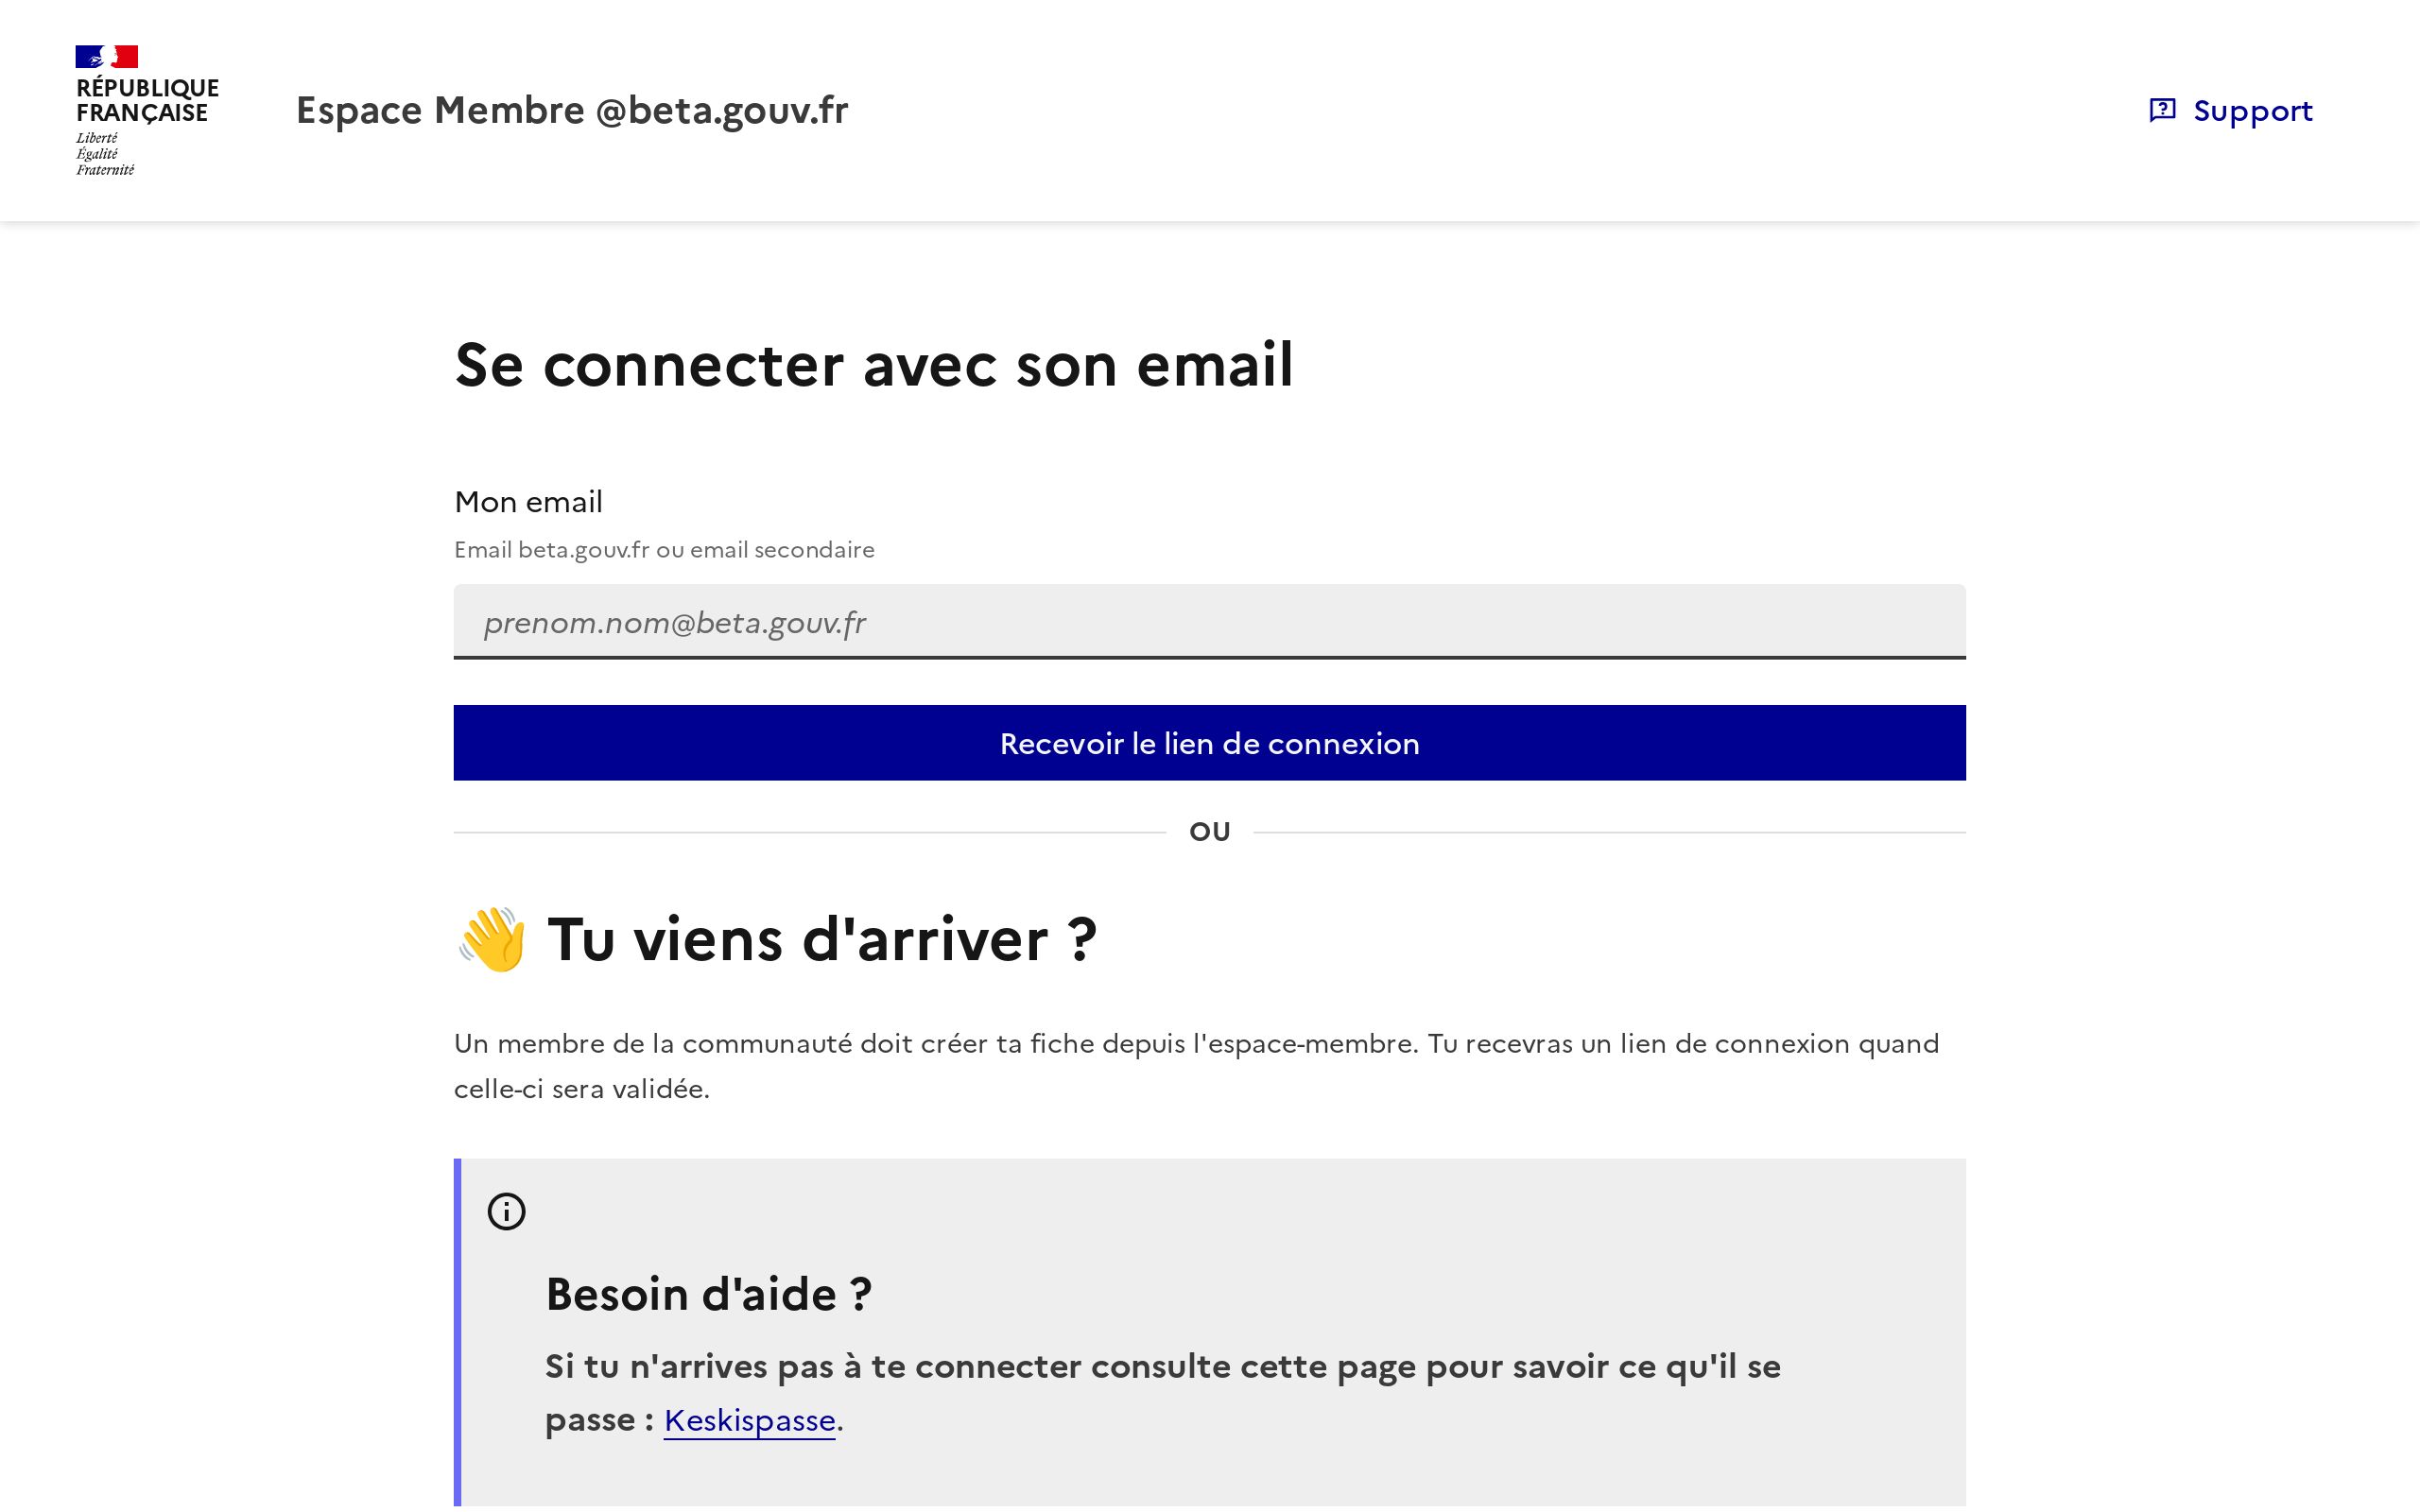 RÉPUBLIQUE
FRANÇAISE
Liberté
Égalité
Fraternité
Espace Membre @beta.gouv.fr
Support
Se connecter avec son email
Mon email
Email beta.gouv.fr ou email secondaire
prenom.nom@beta.gouv.fr
Recevoir le lien de connexion
OU
👋 Tu viens d'arriver ?
Un membre de la communauté doit créer ta fiche depuis l'espace-membre. Tu recevras un lien de connexion quand
celle-ci sera validée.
Besoin d'aide ?
Si tu n'arrives pas à te connecter consulte cette page pour savoir ce qu'il se
passe : Keskispasse.